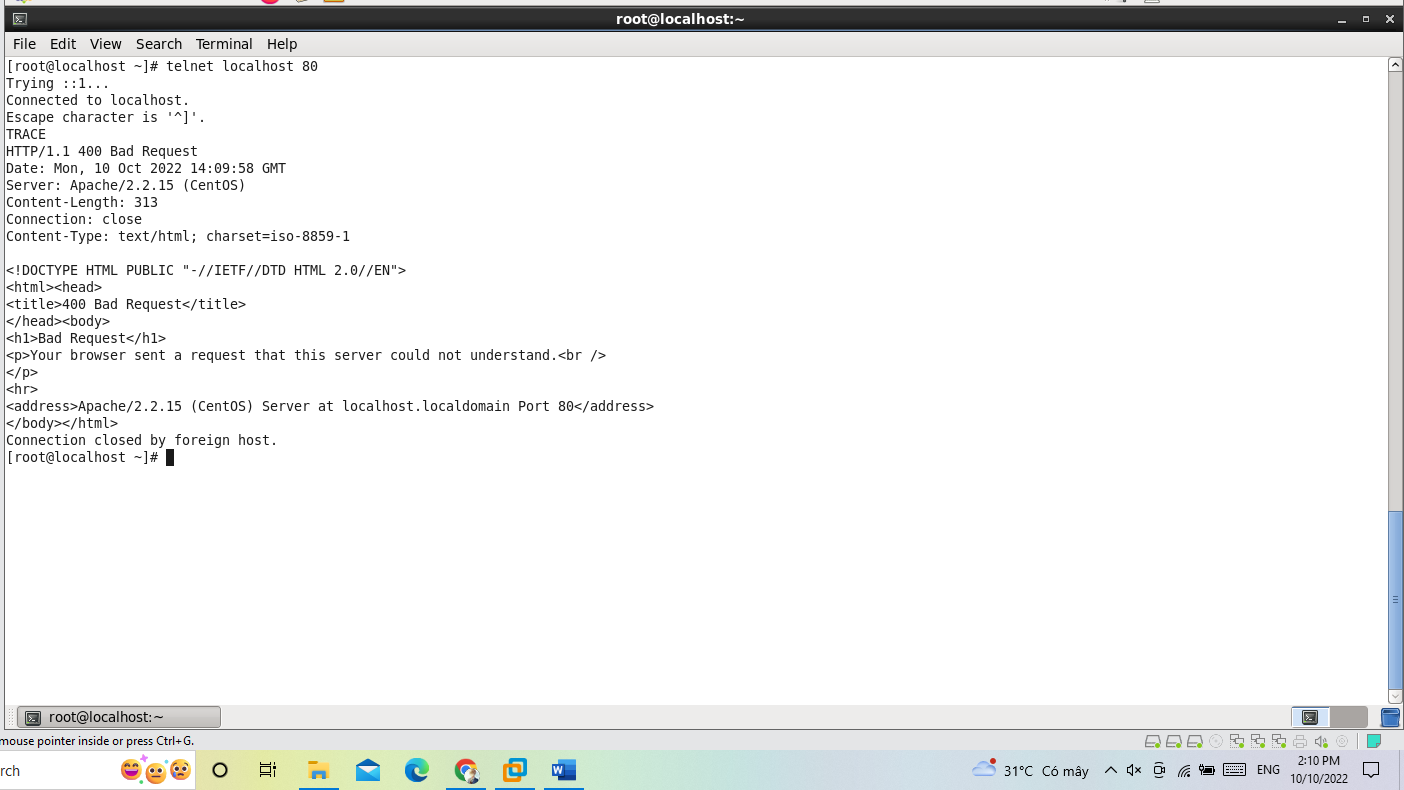 root@localhost:~
File Edit View Search Terminal Help
[root@localhost ~]# telnet localhost 80
Trying ::1...
Connected to localhost.
Escape character is '^]'.
TRACE
HTTP/1.1 400 Bad Request
Date: Mon, 10 Oct 2022 14:09:58 GMT
Server: Apache/2.2.15 (CentOS)
Content-Length: 313
Connection: close
Content-Type: text/html; charset=iso-8859-1
<!DOCTYPE HTML PUBLIC "-//IETF//DTD HTML 2.0//EN">
<html><head>
<title>400 Bad Request</title>
</head><body>
<h1>Bad Request</h1>
<p>Your browser sent a request that this server could not understand.<br />
</p>
<hr>
<address>Apache/2.2.15 (CentOS) Server at localhost.localdomain Port 80</address>
</body></html>
Connection closed by foreign host.
[root@localhost ~]#
root@localhost:~
mouse pointer inside or press Ctrl+G.
rch
31°C Có mây
ENG
2:10 PM
10/10/2022